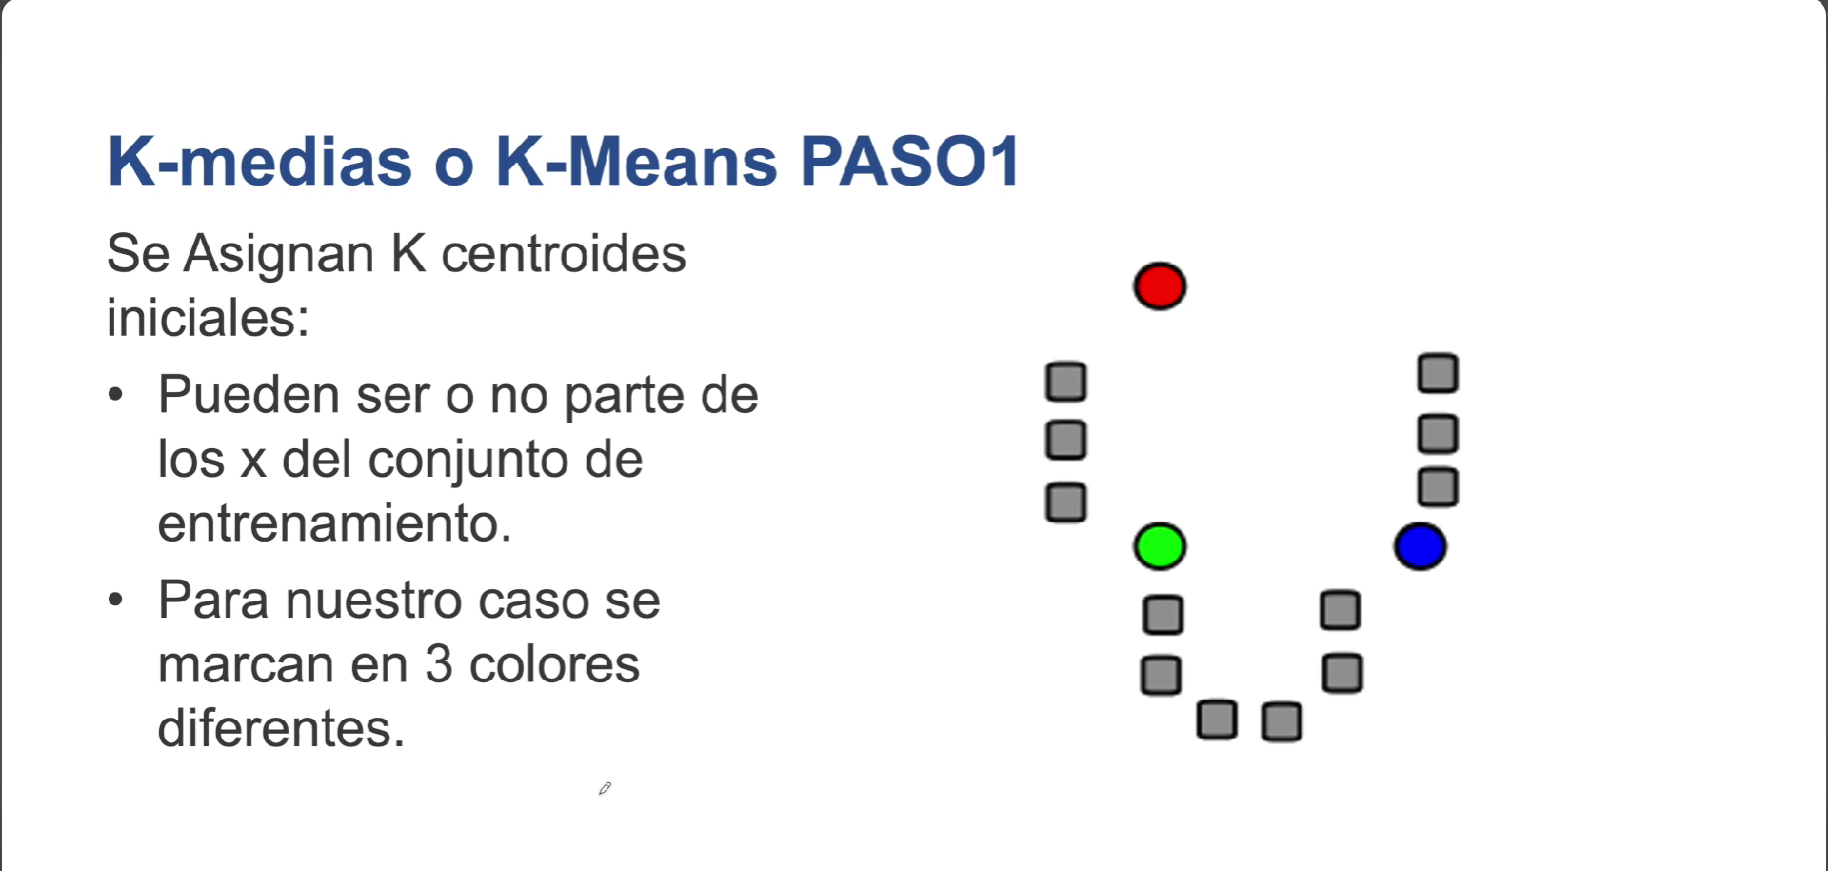 K-medias o K-Means PASO1
Se Asignan K centroides
iniciales:
• Pueden ser o no parte de
los x del conjunto de
entrenamiento.
• Para nuestro caso se
marcan en 3 colores
diferentes.